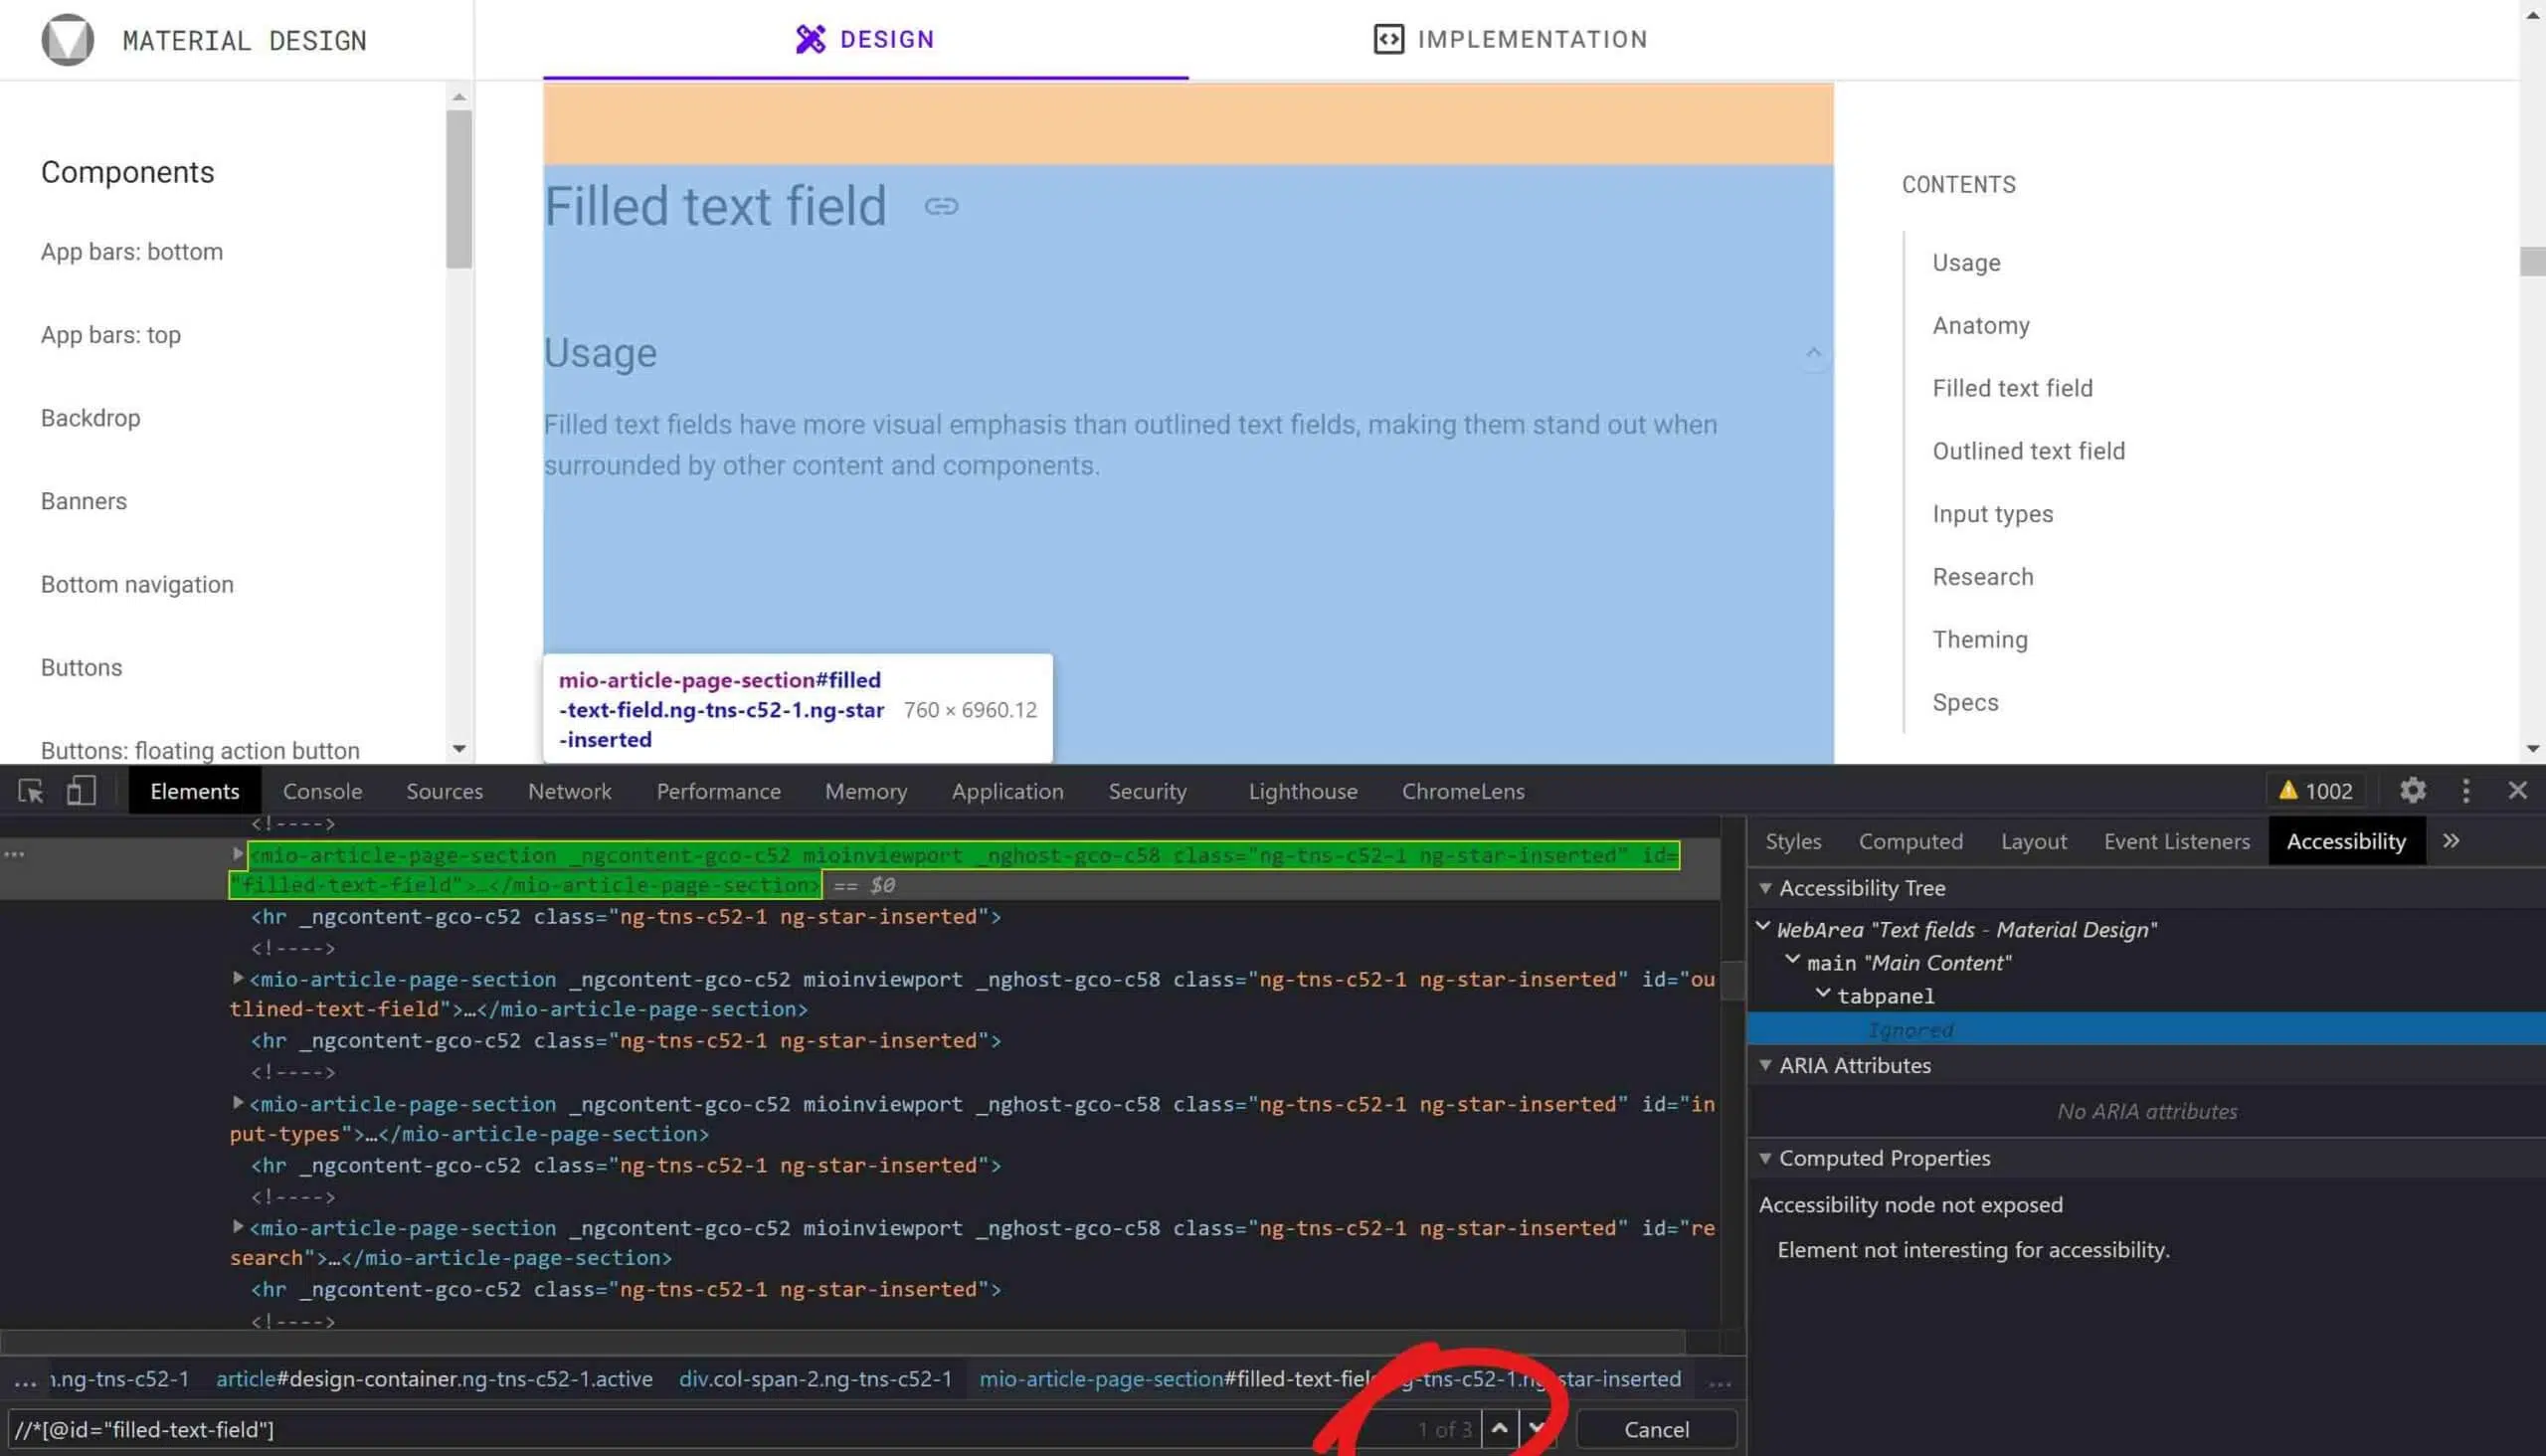 MATERIAL DESIGN
DESIGN
IMPLEMENTATION
Components
App bars: bottom
App bars: top
Backdrop
Banners
Bottom navigation
Buttons
Buttons: floating action button
Filled text field
Usage
Filled text fields have more visual emphasis than outlined text fields, making them stand out when
surrounded by other content and components.
mio-article-page-section#filled
-text-field.ng-tns-c52-1.ng-star
-inserted
760 × 6960.12
CONTENTS
Usage
Anatomy
Filled text field
Outlined text field
Input types
Research
Theming
Specs
Elements Console Sources Network Performance Memory Application Security Lighthouse ChromeLens
1002
<!---->
<mio-article-page-section _ngcontent-gco-c52 mioinviewport _nghost-gco-c58 class="ng-tns-c52-1 ng-star-inserted" id=
"filled-text-field">…</mio-article-page-section> == $0
<hr _ngcontent-gco-c52 class="ng-tns-c52-1 ng-star-inserted">
<!---->
<mio-article-page-section _ngcontent-gco-c52 mioinviewport _nghost-gco-c58 class="ng-tns-c52-1 ng-star-inserted" id="ou
tlined-text-field">…</mio-article-page-section>
<hr _ngcontent-gco-c52 class="ng-tns-c52-1 ng-star-inserted">
<!---->
<mio-article-page-section _ngcontent-gco-c52 mioinviewport _nghost-gco-c58 class="ng-tns-c52-1 ng-star-inserted" id="in
put-types">…</mio-article-page-section>
<hr _ngcontent-gco-c52 class="ng-tns-c52-1 ng-star-inserted">
<!---->
<mio-article-page-section _ngcontent-gco-c52 mioinviewport _nghost-gco-c58 class="ng-tns-c52-1 ng-star-inserted" id="re
search">…</mio-article-page-section>
<hr _ngcontent-gco-c52 class="ng-tns-c52-1 ng-star-inserted">
<!---->
... .ng-tns-c52-1 article#design-container.ng-tns-c52-1.active div.col-span-2.ng-tns-c52-1 mio-article-page-section#filled-text-fiel g-tns-c52-1.ng star-inserted ...
//*[@id="filled-text-field"]
1 of 3
Cancel
Styles Computed Layout Event Listeners Accessibility »
Accessibility Tree
WebArea "Text fields - Material Design"
main "Main Content"
tabpanel
Ignored
ARIA Attributes
No ARIA attributes
Computed Properties
Accessibility node not exposed
Element not interesting for accessibility.